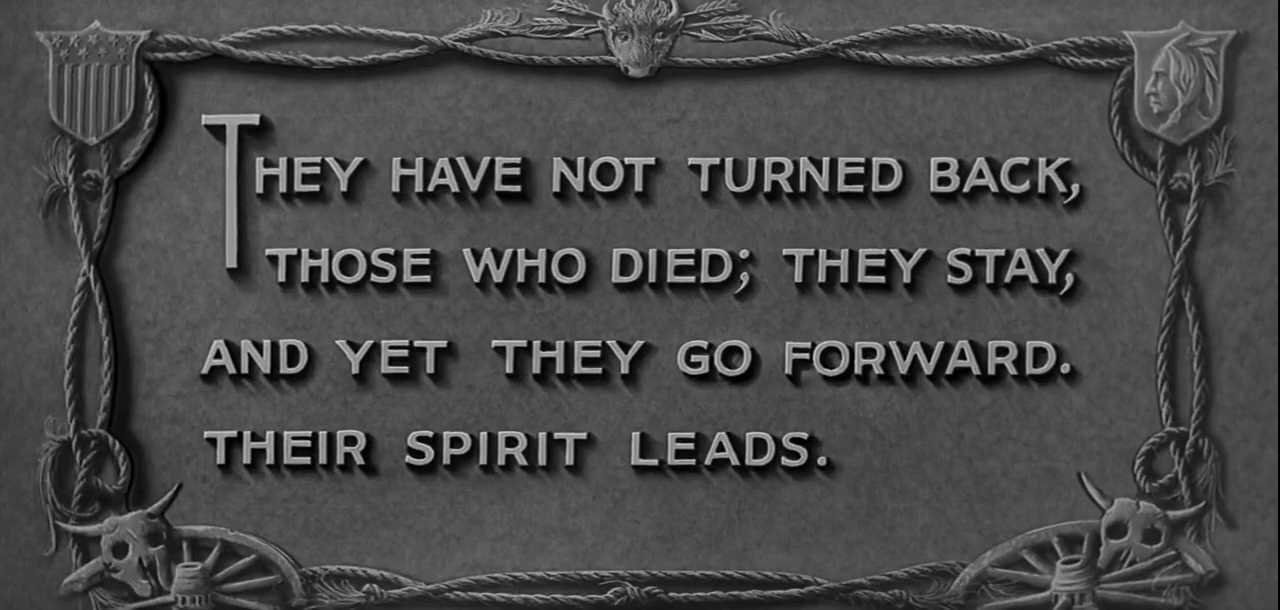 THEY HAVE NOT TURNED BACK,
THOSE WHO DIED; THEY STAY,
AND YET THEY GO FORWARD.
THEIR SPIRIT LEADS.